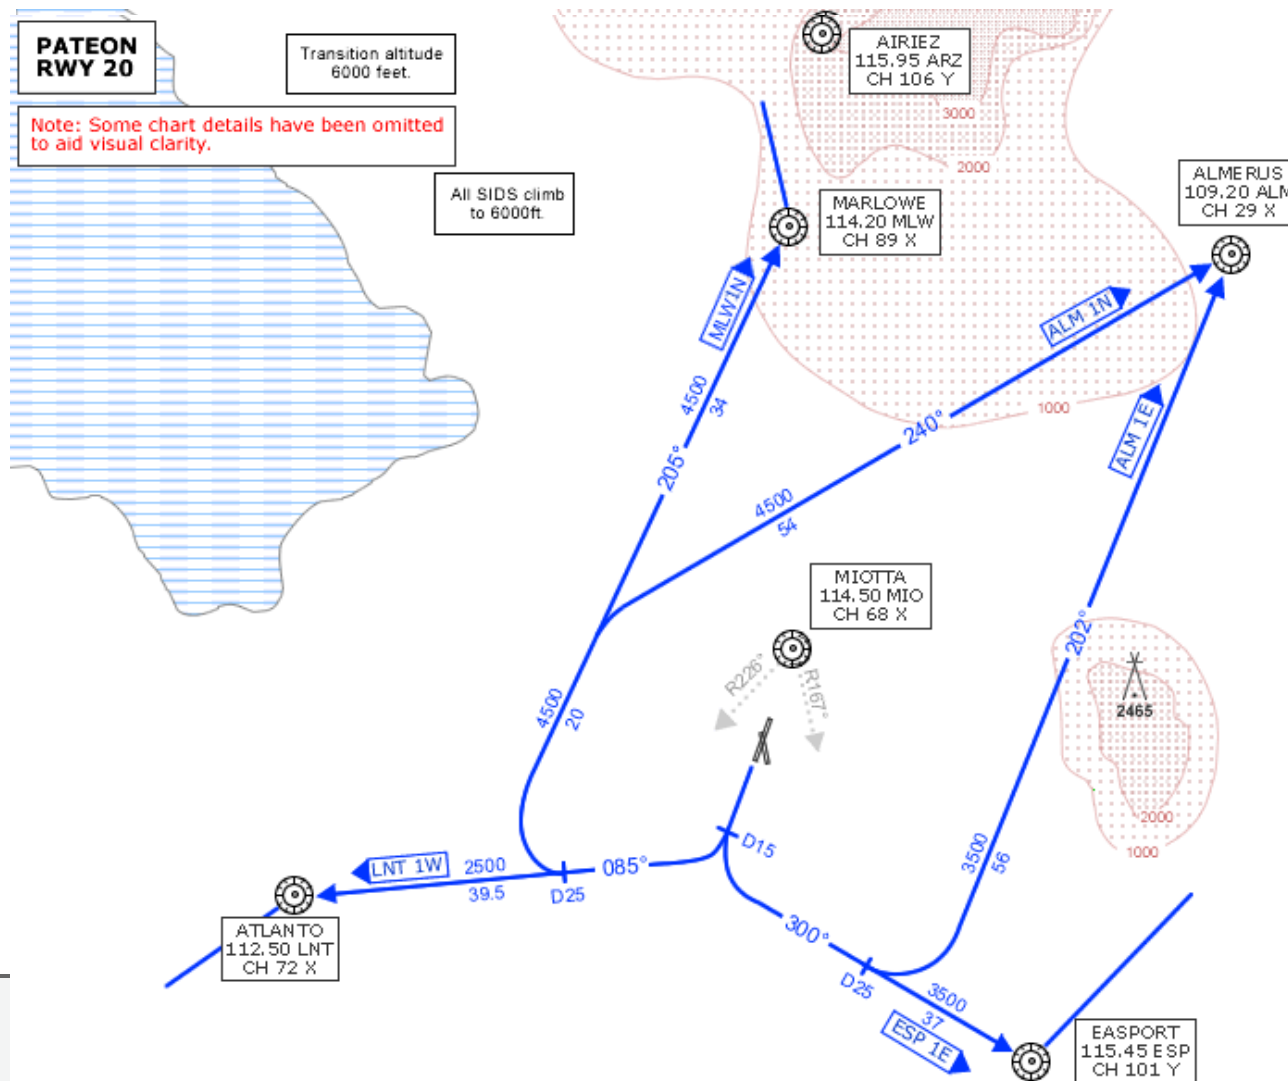 PATEON
RWY 20
Transition altitude
6000 feet.
Note: Some chart details have been omitted
to aid visual clarity.
All SIDS climb
to 6000ft.
AIRIEZ
115.95 ARZ
CH 106 Y
3000
2000
MARLOWE
114.20 MLW
CH 89 X
ALMERUS
109.20 ALM
CH 29 X
MLW1N
ALM 1N
4500
34
1000
ALM 1E
240°
205°
4500
54
MIOTTA
114.50 MIO
CH 68 X
202°
R226°
R167°
2465
4500
20
2000
1000
D15
3500
56
LNT 1W
2500
39.5
085°
D25
ATLANTO
112.50 LNT
CH 72 X
300°
D25
3500
37
ESP 1E
EASPORT
115.45 ESP
CH 101 Y